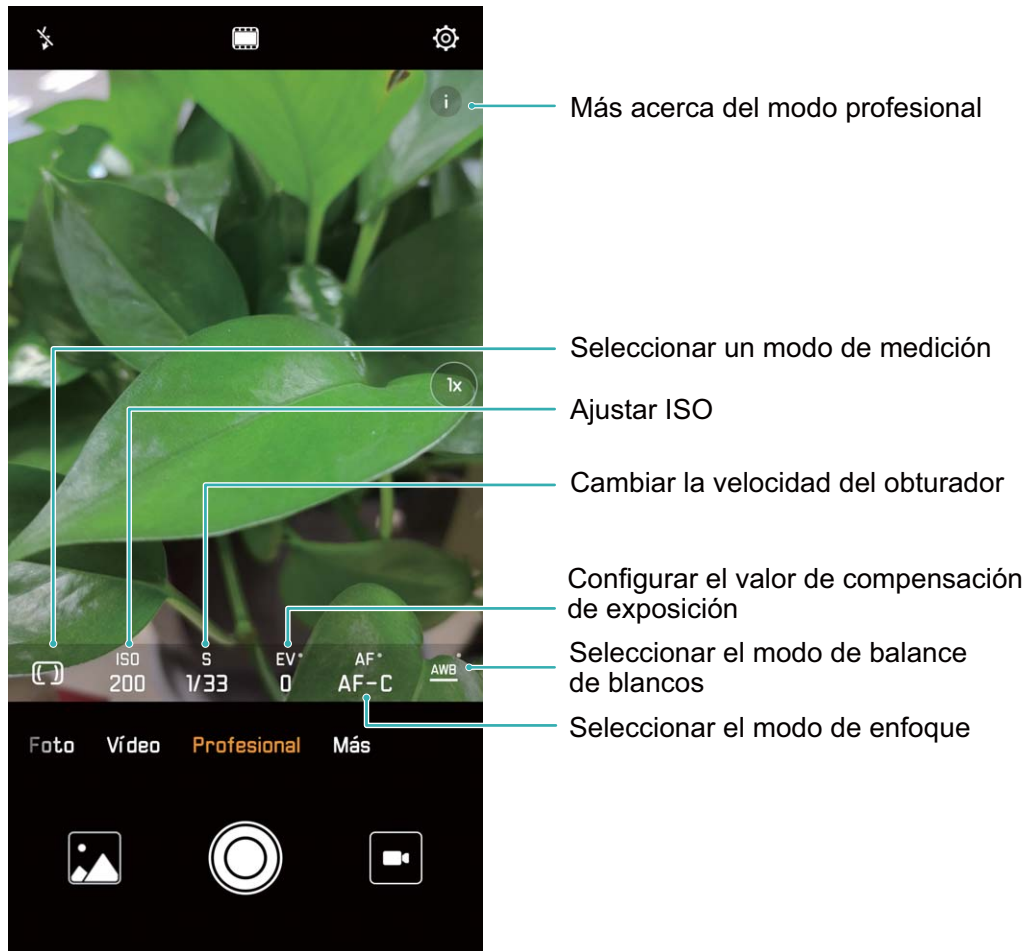 i
Más acerca del modo profesional
Seleccionar un modo de medición
1x
Ajustar ISO
Cambiar la velocidad del obturador
Configurar el valor de compensación
de exposición
Seleccionar el modo de balance
de blancos
Seleccionar el modo de enfoque
ISO S EV° AF° AWB
200 1/33 0 AF-C
Foto Vídeo Profesional Más